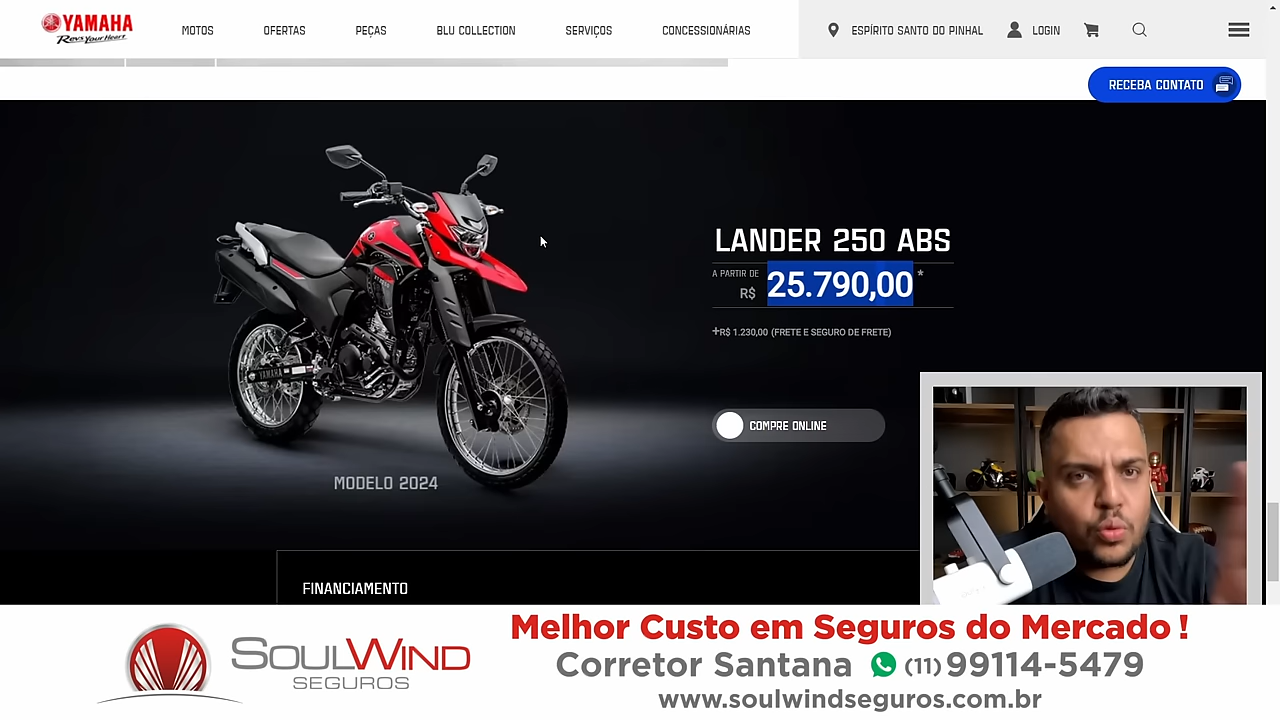 YAMAHA
Revs Your Heart
MOTOS
OFERTAS
PEÇAS
BLU COLLECTION
SERVIÇOS
CONCESSIONÁRIAS
ESPÍRITO SANTO DO PINHAL
LOGIN
RECEBA CONTATO
LANDER 250 ABS
A PARTIR DE
R$ 25.790,00 *
+R$ 1.230,00 (FRETE E SEGURO DE FRETE)
COMPRE ONLINE
YAMAHA
MODELO 2024
FINANCIAMENTO
SOULWIND
SEGUROS
Melhor Custo em Seguros do Mercado !
Corretor Santana (11) 99114-5479
www.soulwindseguros.com.br